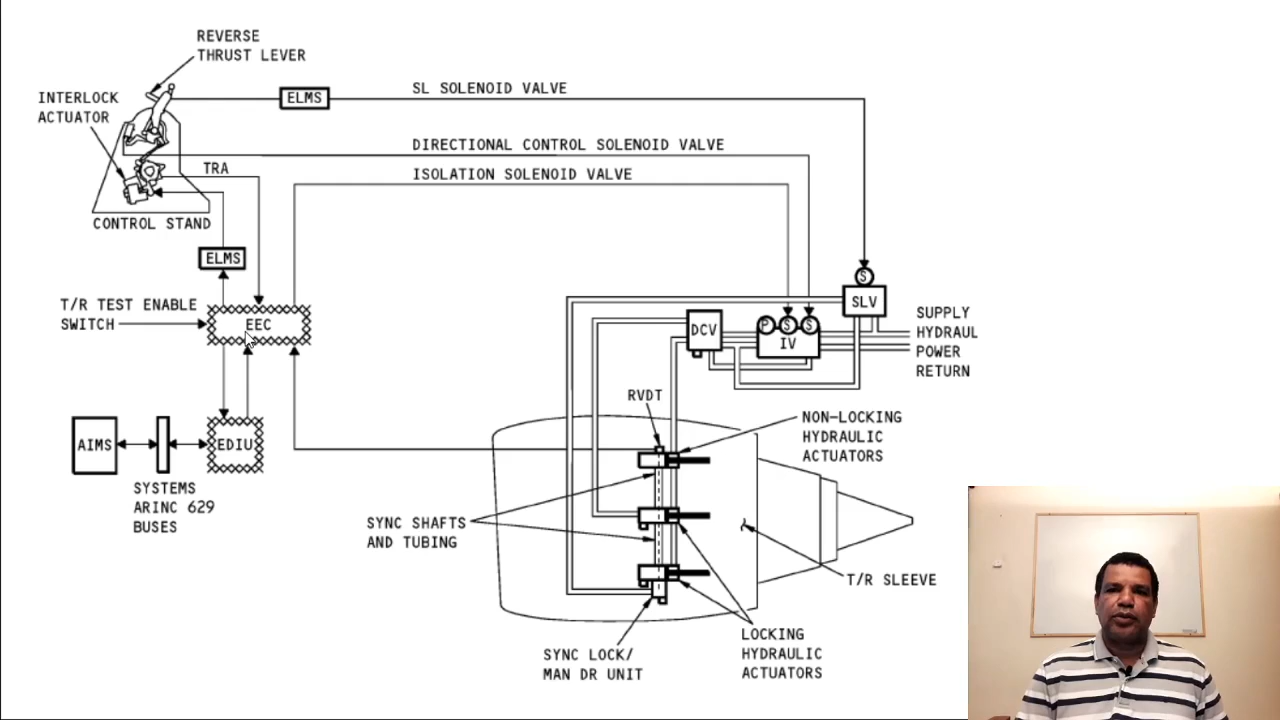 REVERSE
THRUST LEVER
INTERLOCK
ACTUATOR
ELMS
SL SOLENOID VALVE
DIRECTIONAL CONTROL SOLENOID VALVE
TRA
ISOLATION SOLENOID VALVE
CONTROL STAND
ELMS
T/R TEST ENABLE
SWITCH
EEC
S
SLV
DCV
P S S
IV
SUPPLY
HYDRAUL
POWER
RETURN
RVDT
NON-LOCKING
HYDRAULIC
ACTUATORS
AIMS
EDIU
SYSTEMS
ARINC 629
BUSES
SYNC SHAFTS
AND TUBING
T/R SLEEVE
SYNC LOCK/
MAN DR UNIT
LOCKING
HYDRAULIC
ACTUATORS